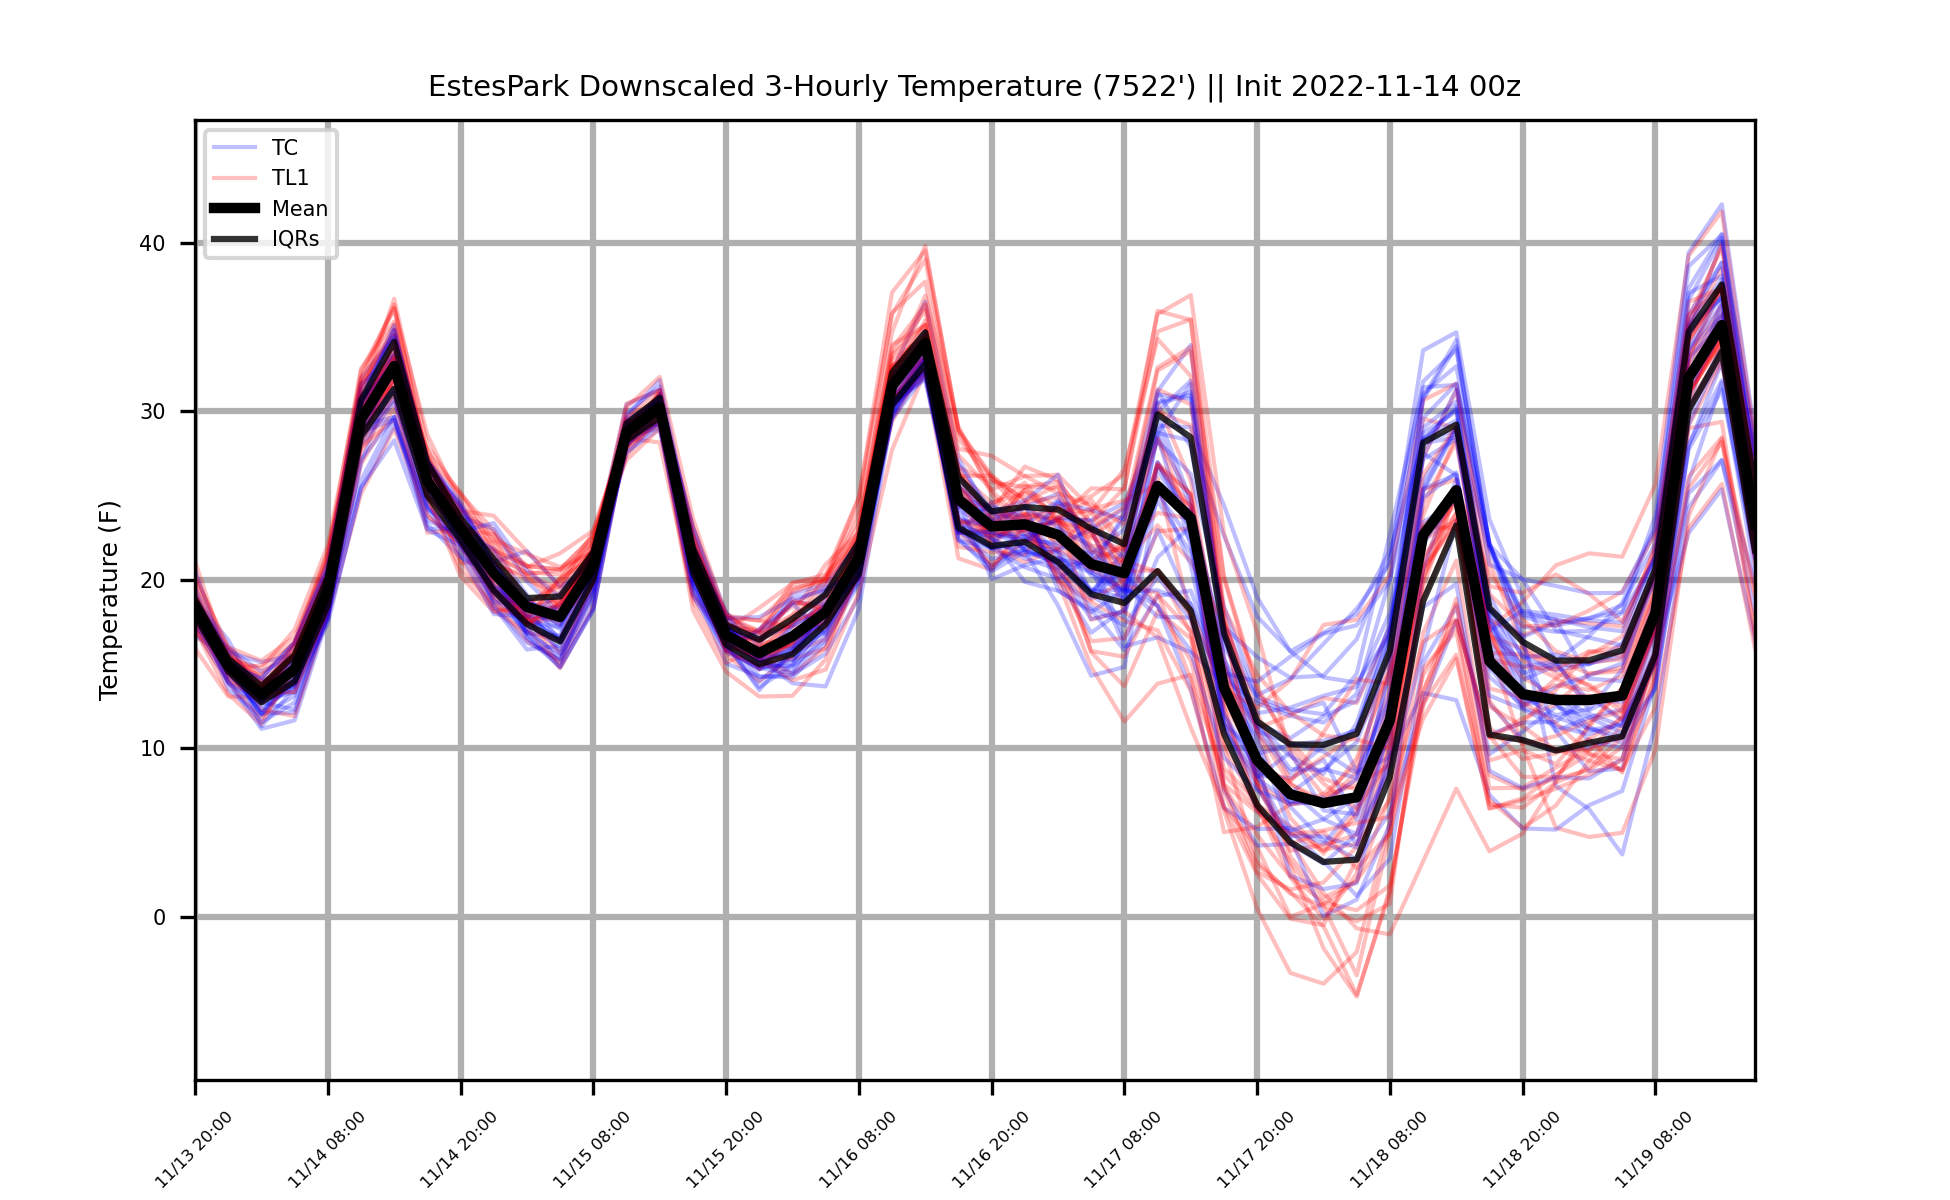 EstesPark Downscaled 3-Hourly Temperature (7522') || Init 2022-11-14 00z
TC
TL1
Mean
IQRs
Temperature (F)
40
30
20
10
0
11/13 20:00
11/14 08:00
11/14 20:00
11/15 08:00
11/15 20:00
11/16 08:00
11/16 20:00
11/17 08:00
11/17 20:00
11/18 08:00
11/18 20:00
11/19 08:00